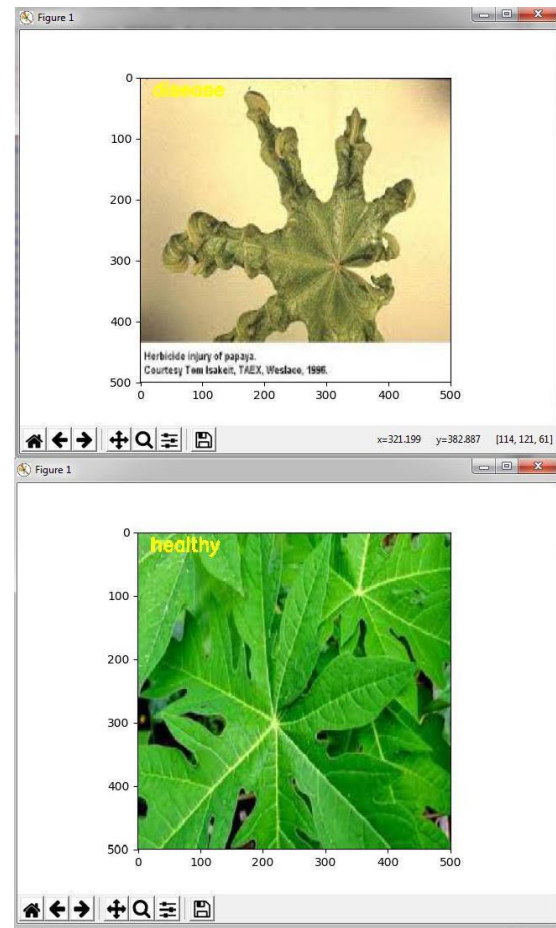 Figure 1
0
disease
100
200
300
400
Herbicide injury of papaya.
Courtesy Tom Isakeit, TAEX, Weslaco, 1996.
500
0 100 200 300 400 500
x=321.199 y=382.887 [114, 121, 61]
Figure 1
0
healthy
100
200
300
400
500
0 100 200 300 400 500